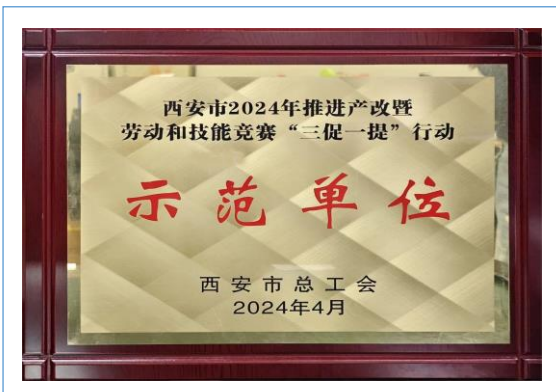 西安市2024年推进产改暨
劳动和技能竞赛“三促一提”行动
示范单位
西安市总工会
2024年4月